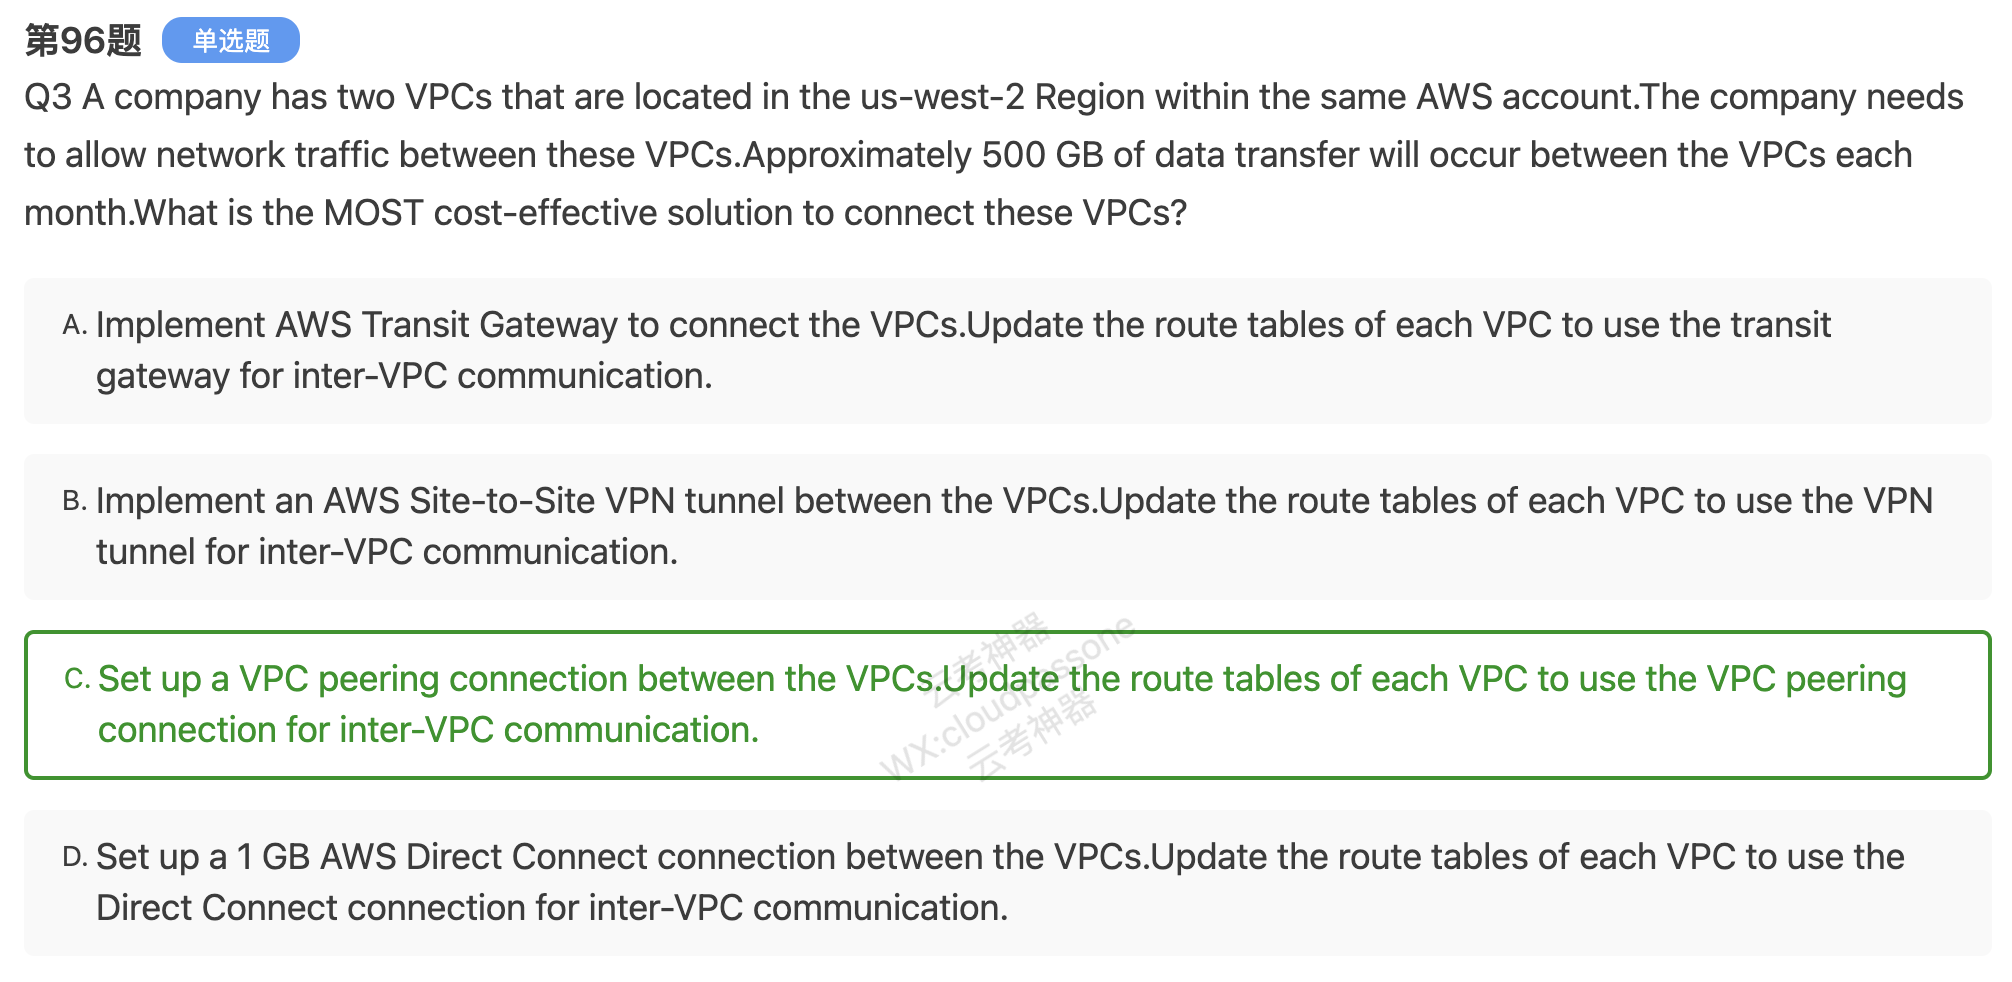 第96题 单选题
Q3 A company has two VPCs that are located in the us-west-2 Region within the same AWS account.The company needs
to allow network traffic between these VPCs.Approximately 500 GB of data transfer will occur between the VPCs each
month.What is the MOST cost-effective solution to connect these VPCs?
A. Implement AWS Transit Gateway to connect the VPCs.Update the route tables of each VPC to use the transit
gateway for inter-VPC communication.
B. Implement an AWS Site-to-Site VPN tunnel between the VPCs.Update the route tables of each VPC to use the VPN
tunnel for inter-VPC communication.
C. Set up a VPC peering connection between the VPCs.Update the route tables of each VPC to use the VPC peering
connection for inter-VPC communication.
云考神器
WX:cloudpassone
云考神器
D. Set up a 1 GB AWS Direct Connect connection between the VPCs.Update the route tables of each VPC to use the
Direct Connect connection for inter-VPC communication.